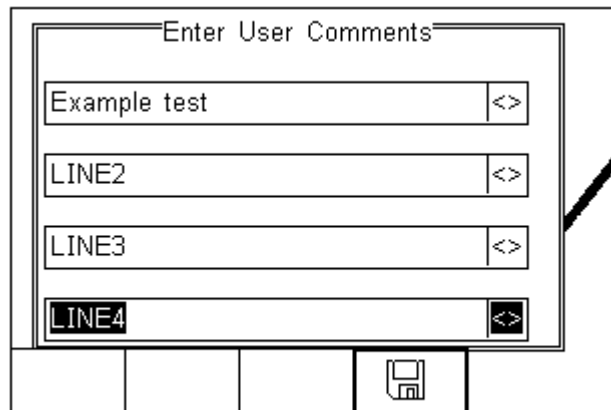 Enter User Comments
Example test <>
LINE2 <>
LINE3 <>
LINE4 <>